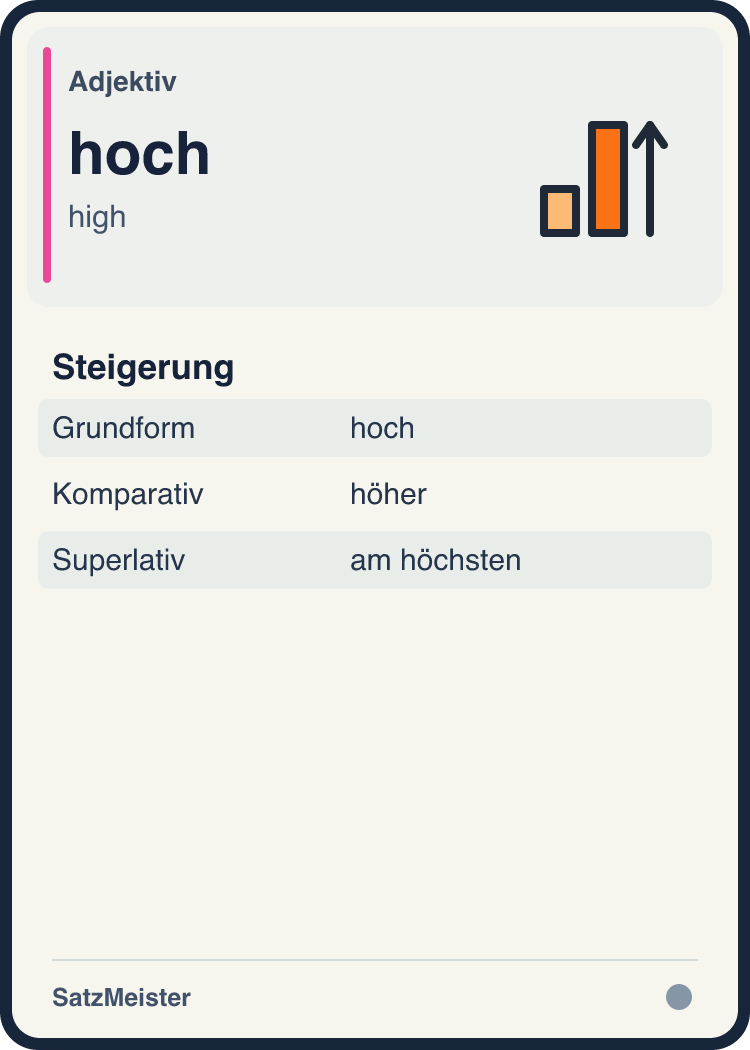 Adjektiv
hoch
high
Steigerung
Grundform hoch
Komparativ höher
Superlativ am höchsten
SatzMeister